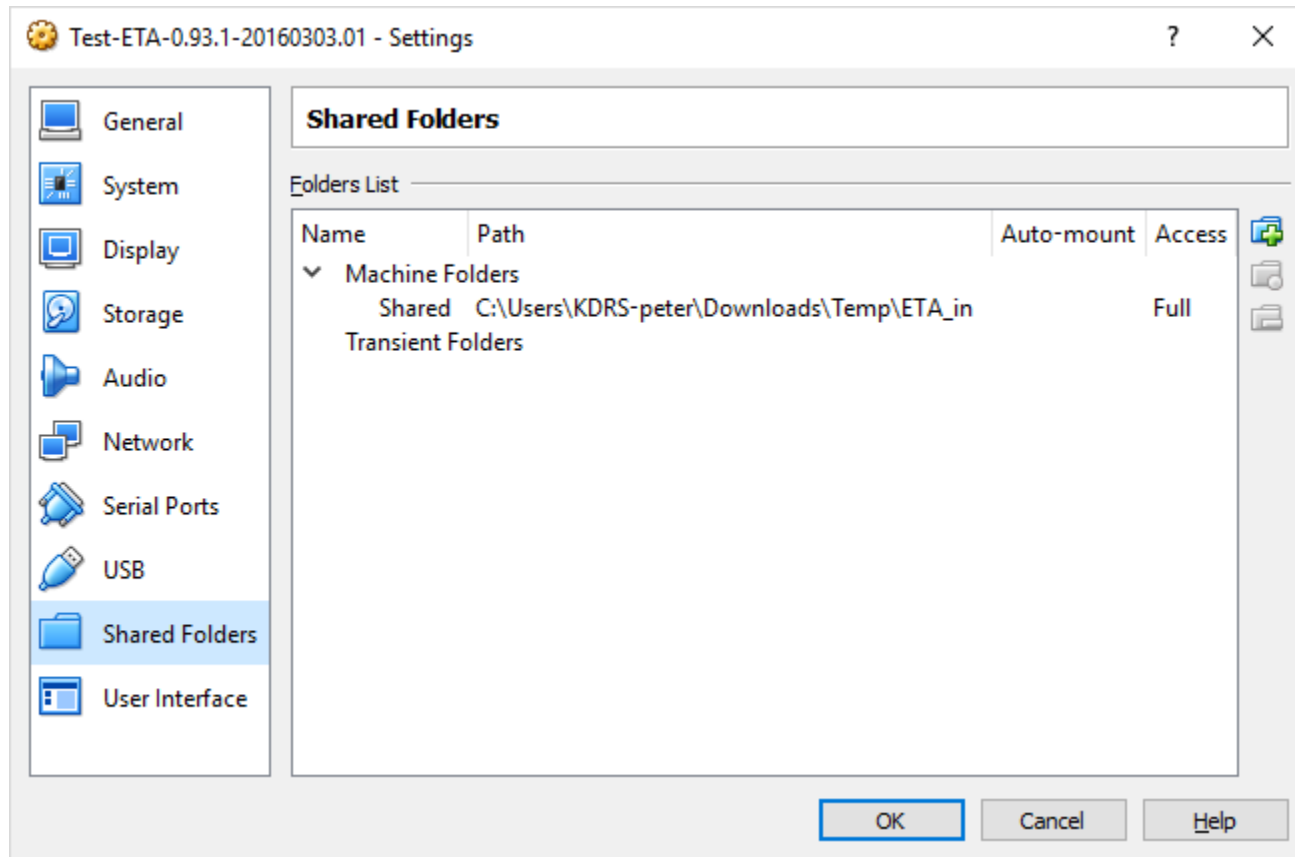 Test-ETA-0.93.1-20160303.01 - Settings ?
General
System
Display
Storage
Audio
Network
Serial Ports
USB
Shared Folders
User Interface
Shared Folders
Folders List
Name Path Auto-mount Access
Machine Folders
Shared C:\Users\KDRS-peter\Downloads\Temp\ETA_in Full
Transient Folders
OK Cancel Help